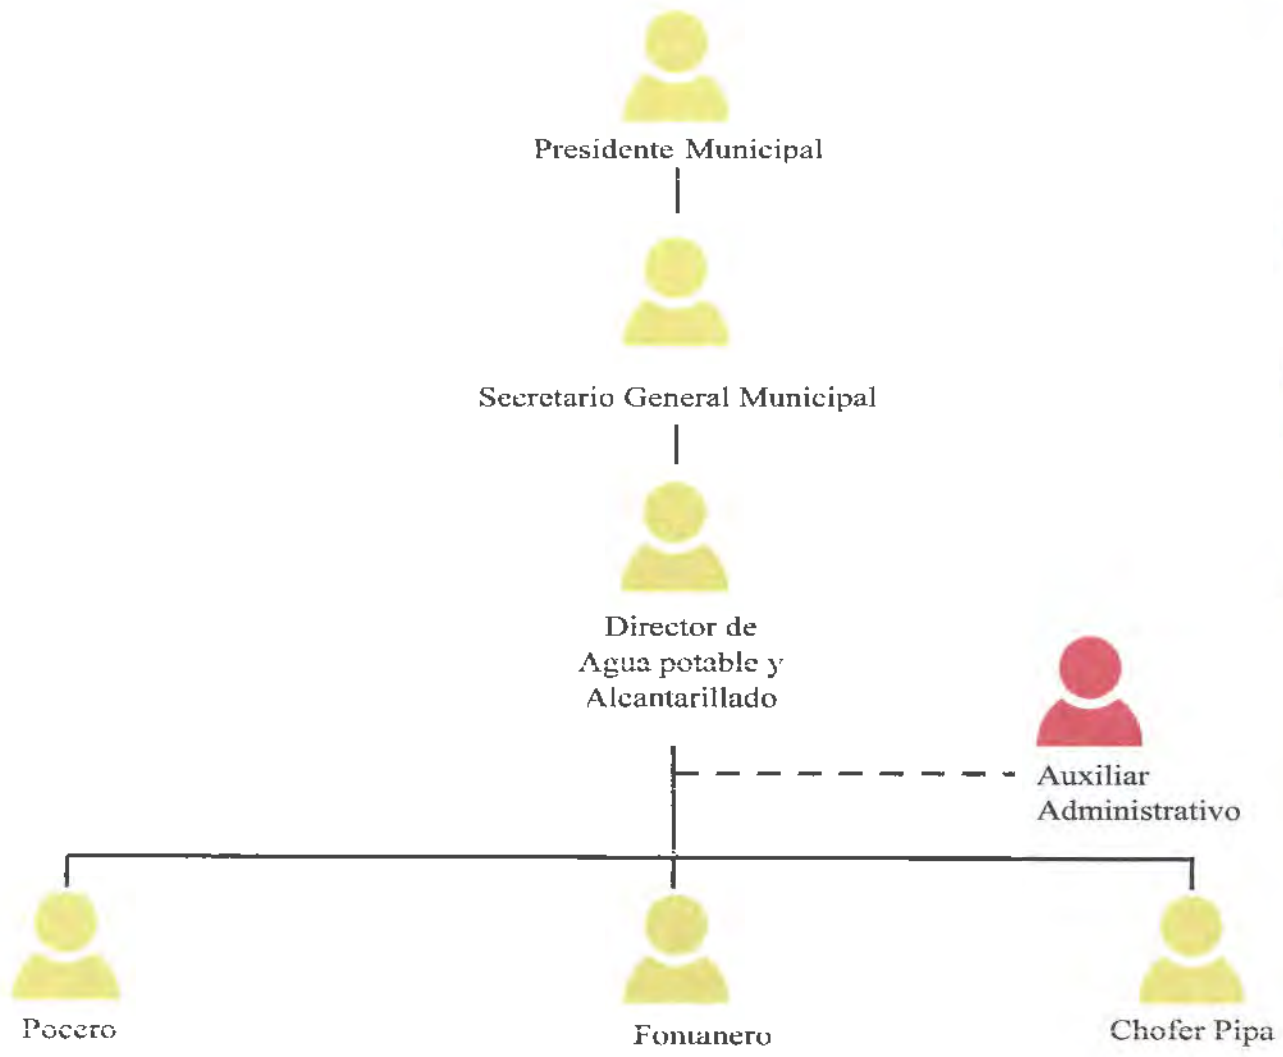 Presidente Municipal
Secretario General Municipal
Director de
Agua potable y
Alcantarillado
Auxiliar
Administrativo
Pocero
Fontanero
Chofer Pipa